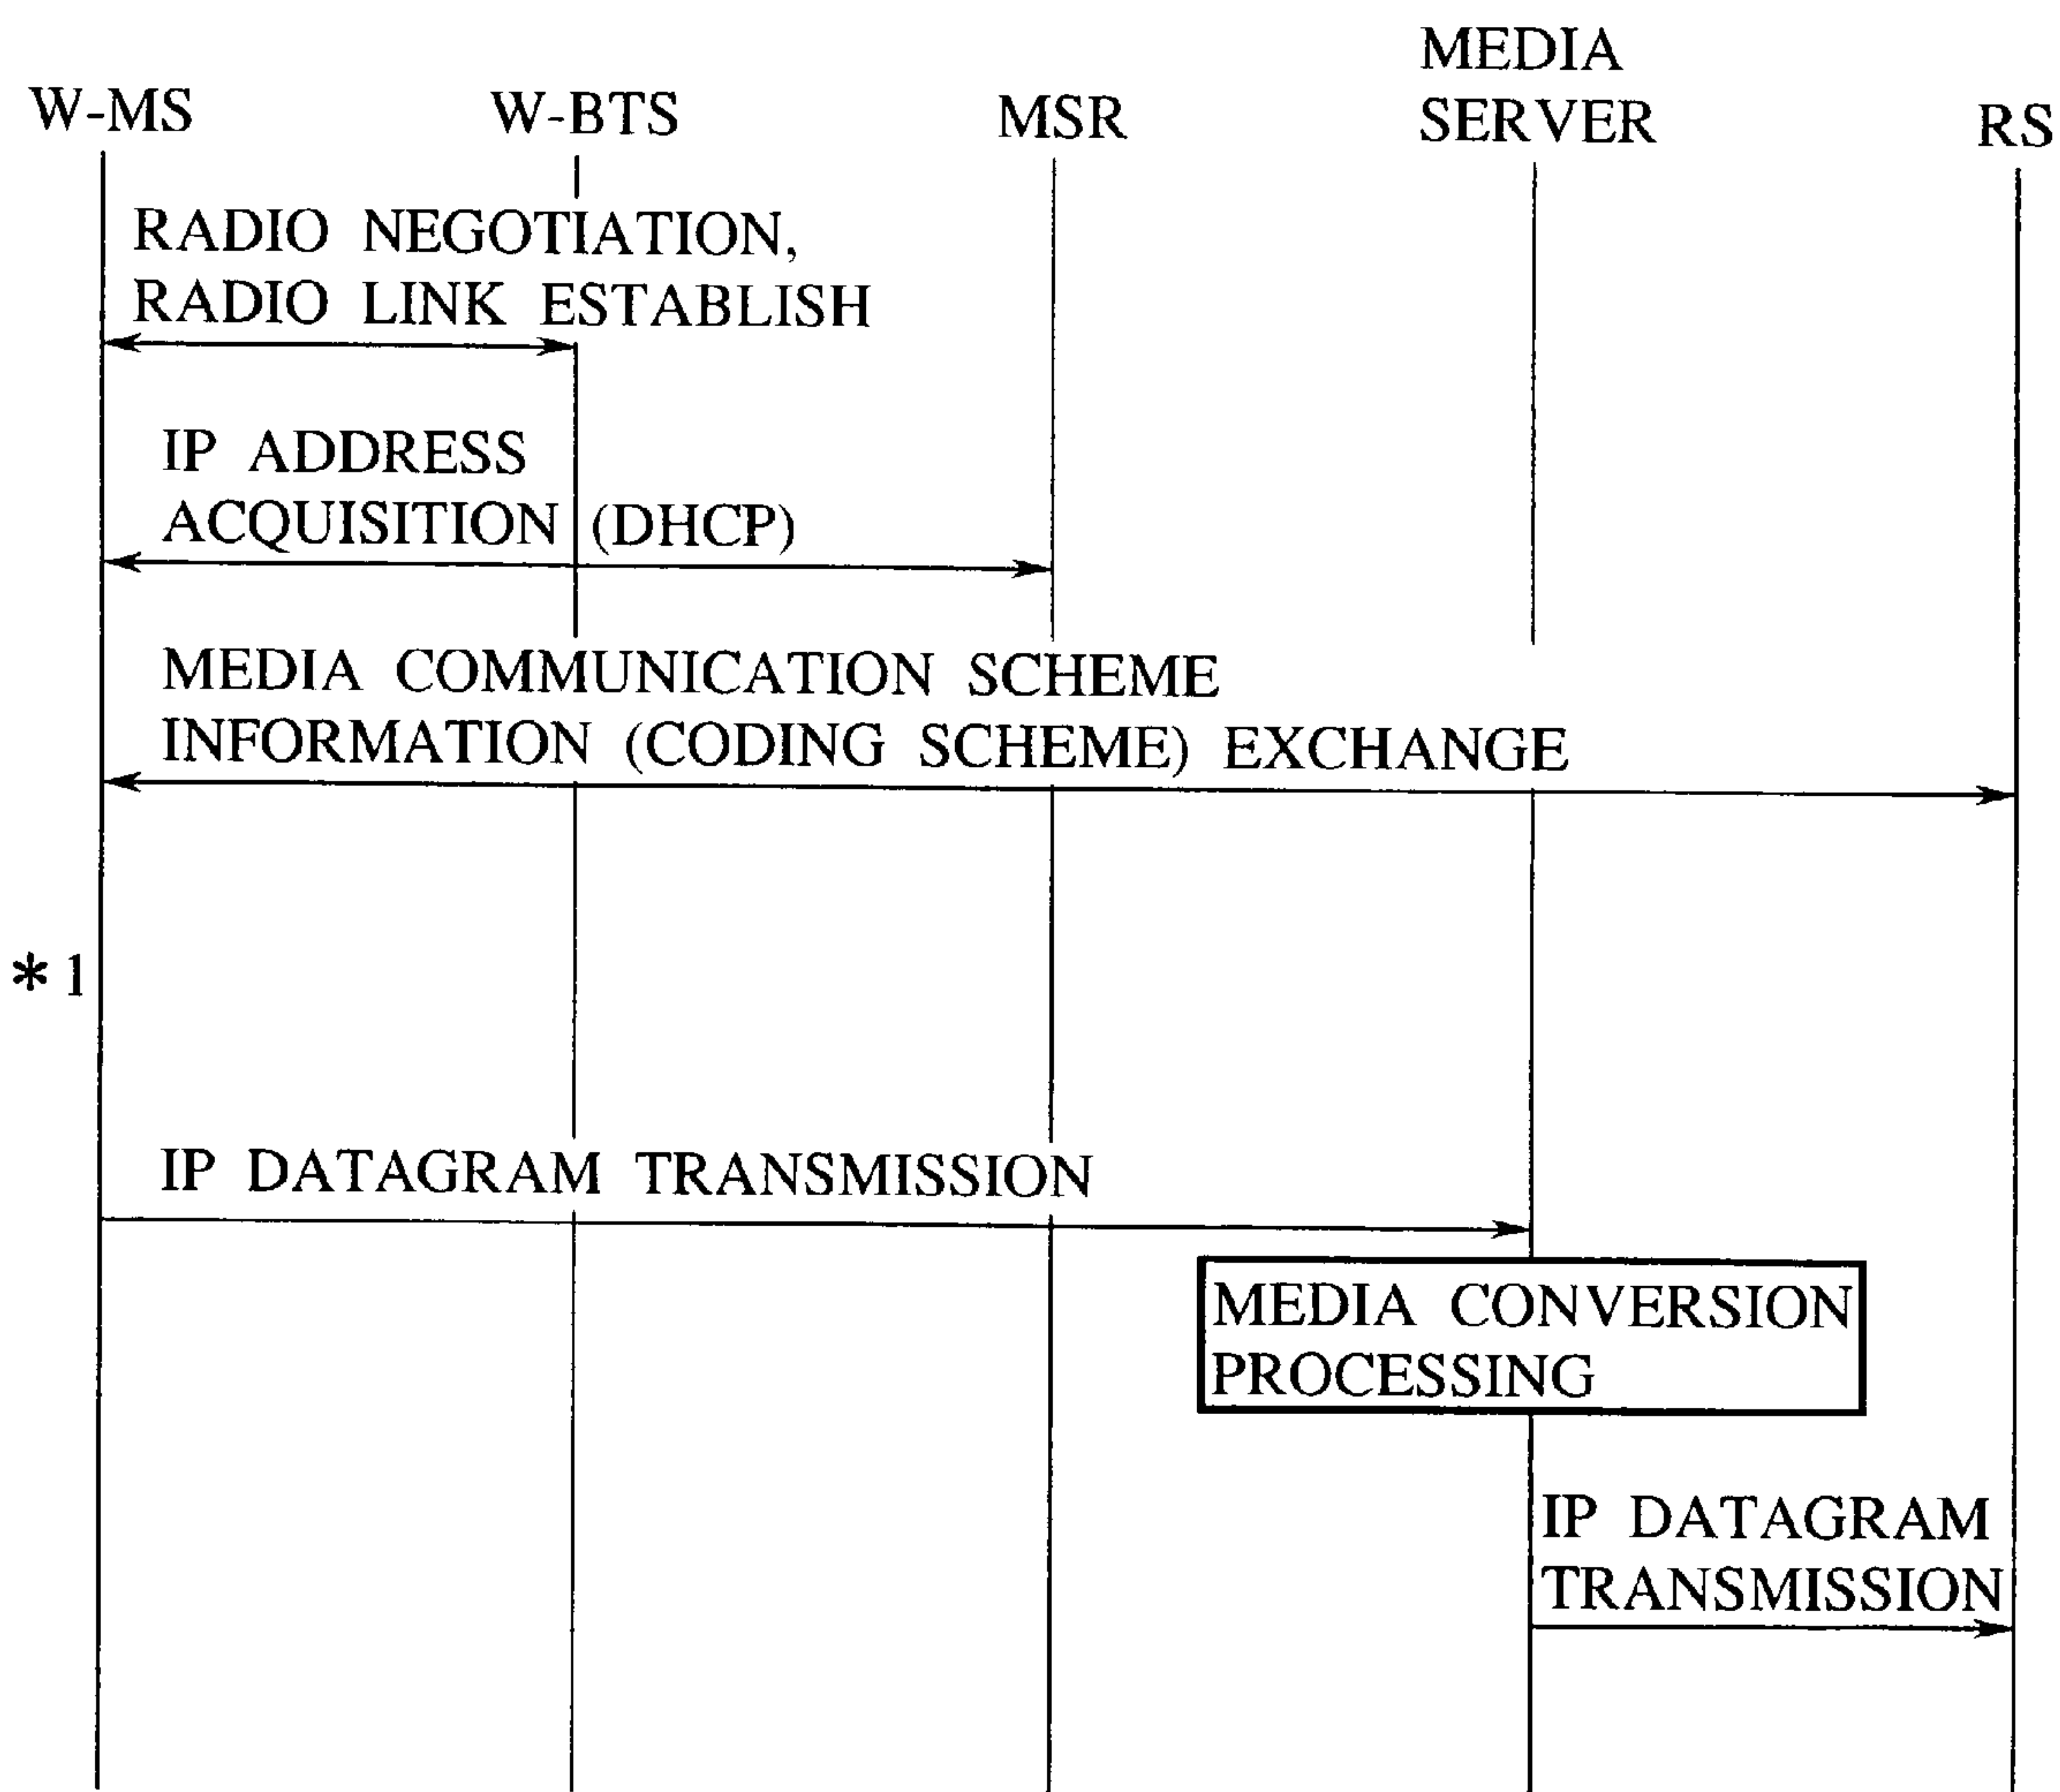 MEDIA
SERVER
W-MS
W-BTS
MSR
RS
RADIO NEGOTIATION,
RADIO LINK ESTABLISH
IP ADDRESS
ACQUISITION (DHCP)
MEDIA COMMUNICATION SCHEME
INFORMATION (CODING SCHEME) EXCHANGE
*1
IP DATAGRAM TRANSMISSION
MEDIA CONVERSION
PROCESSING
IP DATAGRAM
TRANSMISSION